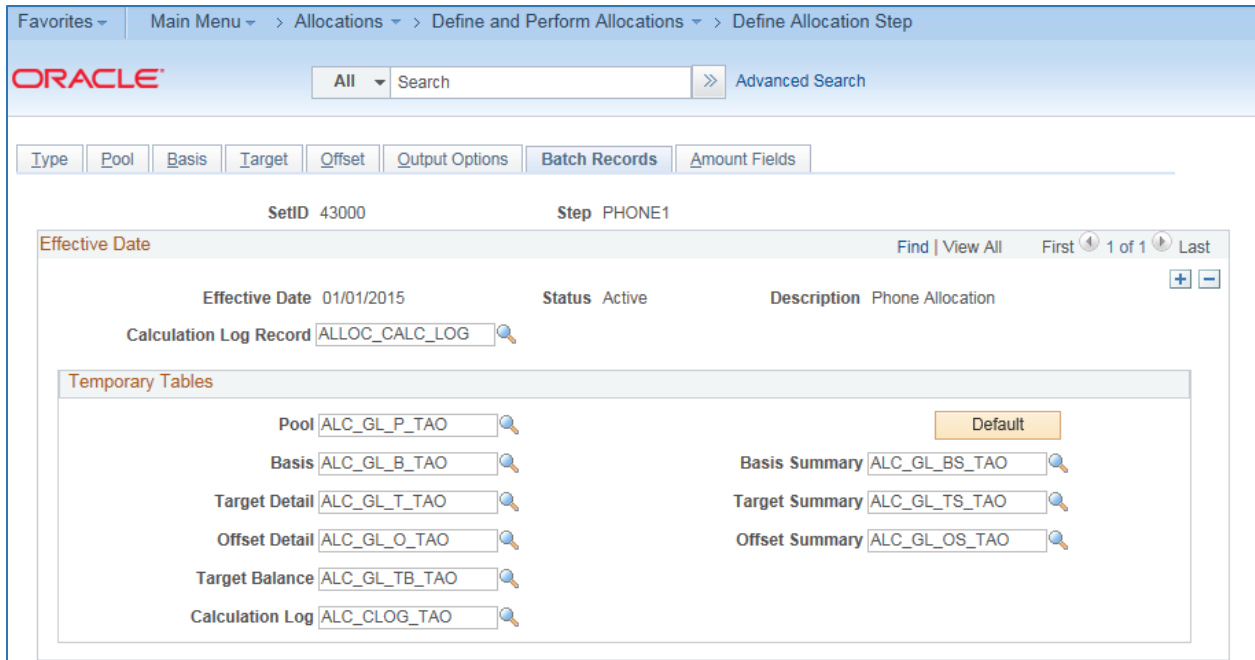 Favorites Main Menu > Allocations > Define and Perform Allocations > Define Allocation Step
ORACLE All Search » Advanced Search
Type Pool Basis Target Offset Output Options Batch Records Amount Fields
SetID 43000 Step PHONE1
Effective Date Find | View All First 1 of 1 Last
+ -
Effective Date 01/01/2015 Status Active Description Phone Allocation
Calculation Log Record ALLOC_CALC_LOG
Temporary Tables
Pool ALC_GL_P_TAO Default
Basis ALC_GL_B_TAO Basis Summary ALC_GL_BS_TAO
Target Detail ALC_GL_T_TAO Target Summary ALC_GL_TS_TAO
Offset Detail ALC_GL_O_TAO Offset Summary ALC_GL_OS_TAO
Target Balance ALC_GL_TB_TAO
Calculation Log ALC_CLOG_TAO